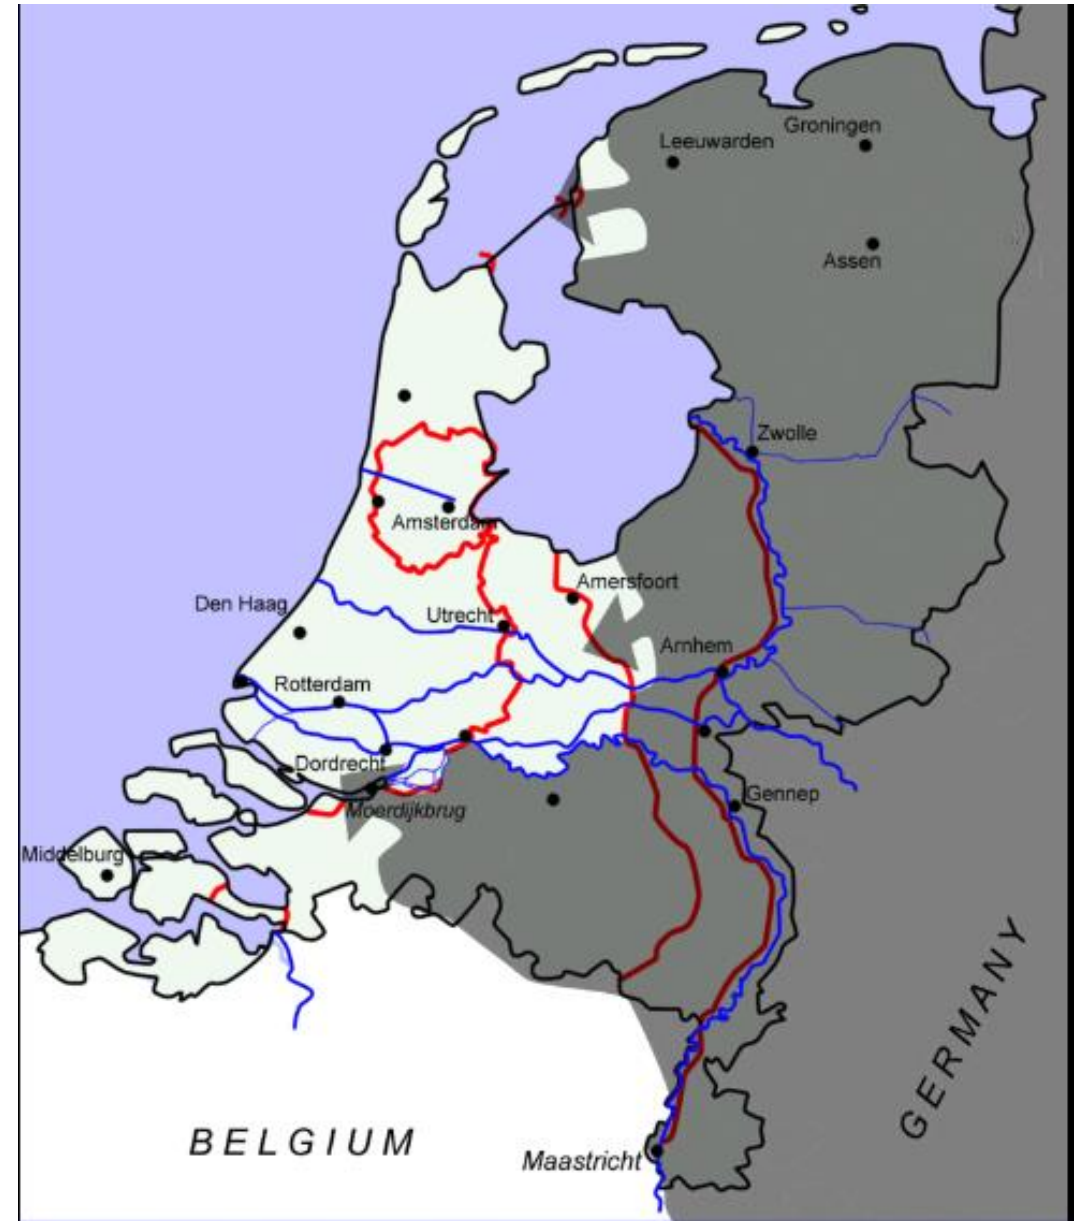 Groningen
Leeuwarden
Assen
Zwolle
Amsterdam
Amersfoort
Den Haag
Utrecht
Arnhem
Rotterdam
Dordrecht
Gennep
Moerdijkbrug
Middelburg
GERMANY
BELGIUM
Maastricht